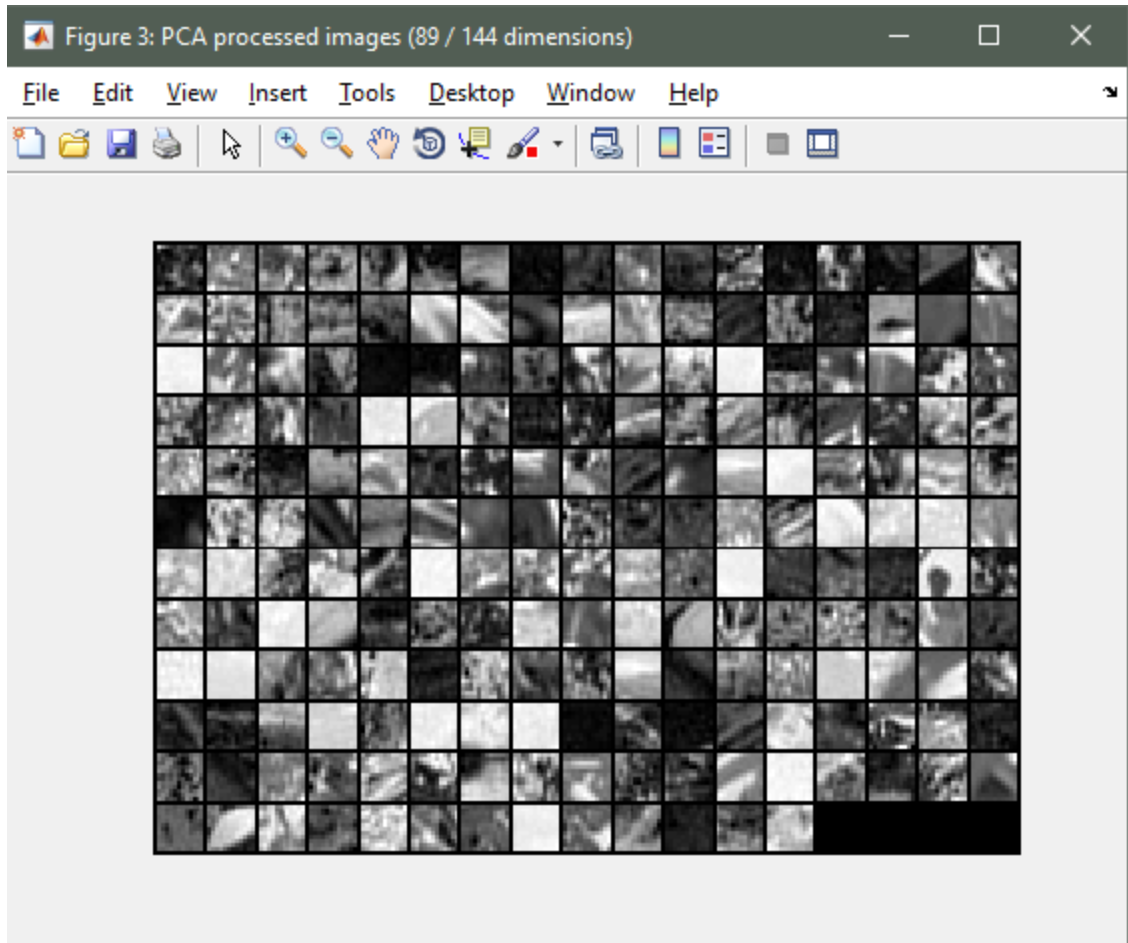 Figure 3: PCA processed images (89 / 144 dimensions)
File Edit View Insert Tools Desktop Window Help